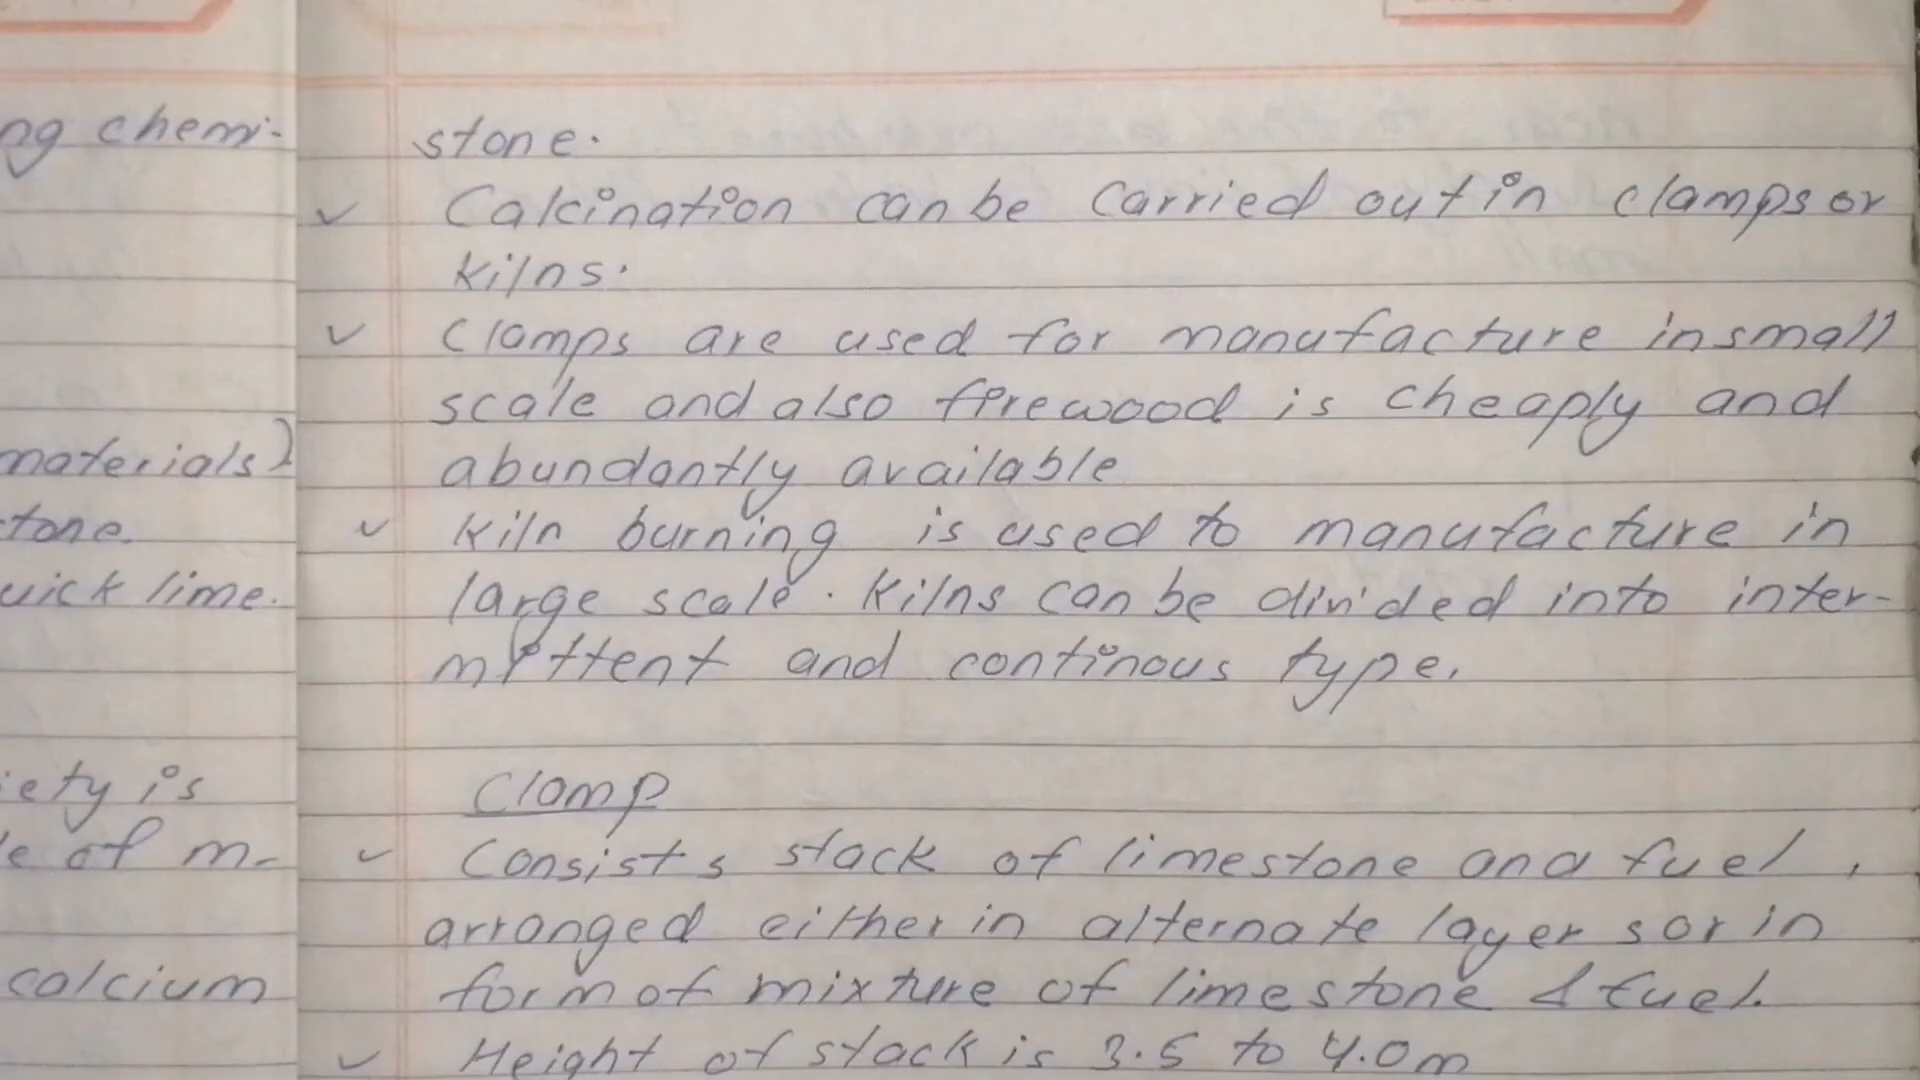 ng chemi-
materials)
tone.
uick lime.
iety is
le of m-
calcium
stone.
✓ Calcination can be carried out in clamps or
kilns.
✓ Clamps are used for manufacture in small
scale and also firewood is cheaply and
abundantly available
✓ Kiln burning is used to manufacture in
large scale. Kilns can be divided into inter-
mittent and continous type.
Clamp
✓ Consists stack of limestone and fuel,
arranged either in alternate layers or in
form of mixture of limestone & fuel.
✓ Height of stack is 3.5 to 4.0m